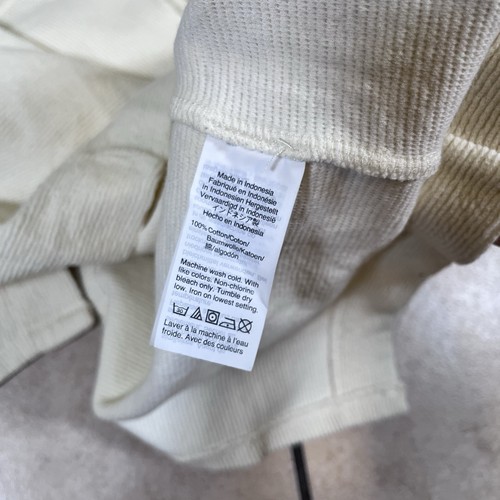 Made in Indonesia
Fabriqué en Indonésie
in Indonesien Hergestellt
Vervaardigd in Indonesië
インドネシア製
Hecho en Indonesia
100% Cotton/Coton/
Baumwolle/Katoen/
綿/algodón
Machine wash cold. With
like colors. Non-chlorine
bleach only. Tumble dry
low. Iron on lowest setting.
Laver à la machine à l'eau
froide. Avec des couleurs